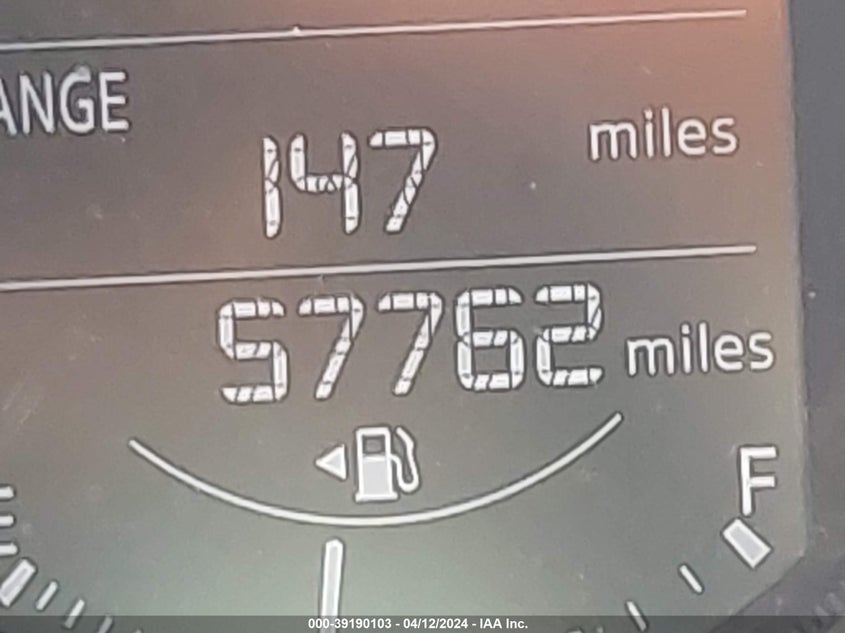 ANGE
147 miles
57762 miles
F
000-39190103 - 04/12/2024 - IAA Inc.